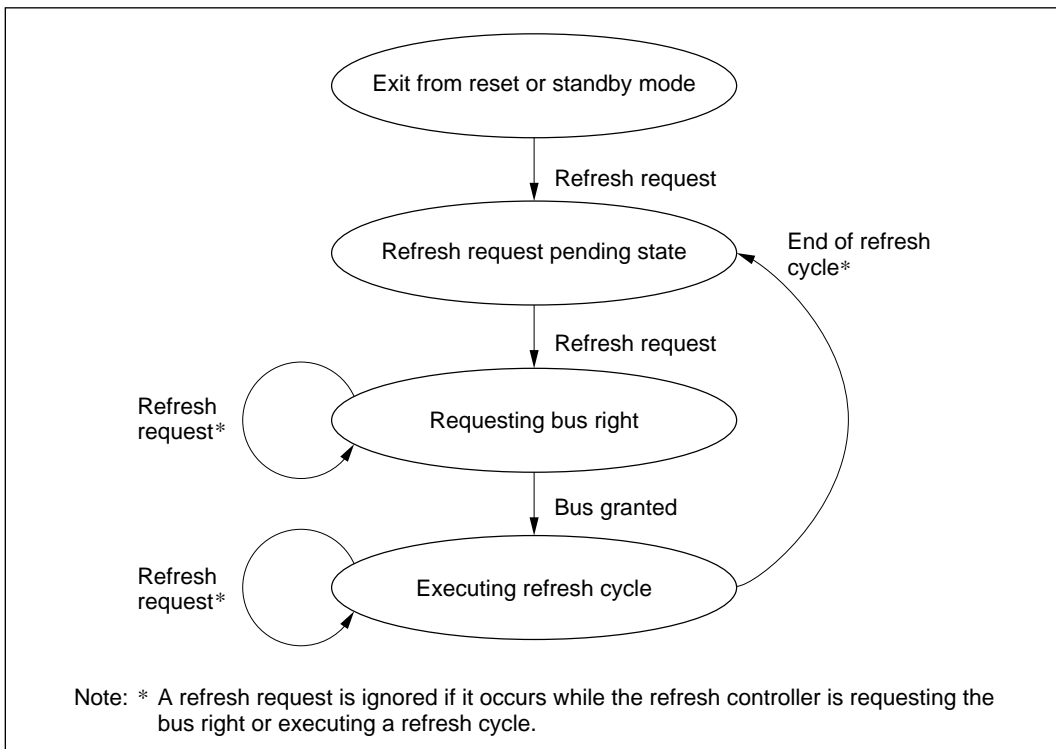 Exit from reset or standby mode
Refresh request
Refresh request pending state
End of refresh
cycle*
Refresh request
Refresh
request*
Requesting bus right
Bus granted
Refresh
request*
Executing refresh cycle
Note: * A refresh request is ignored if it occurs while the refresh controller is requesting the
bus right or executing a refresh cycle.